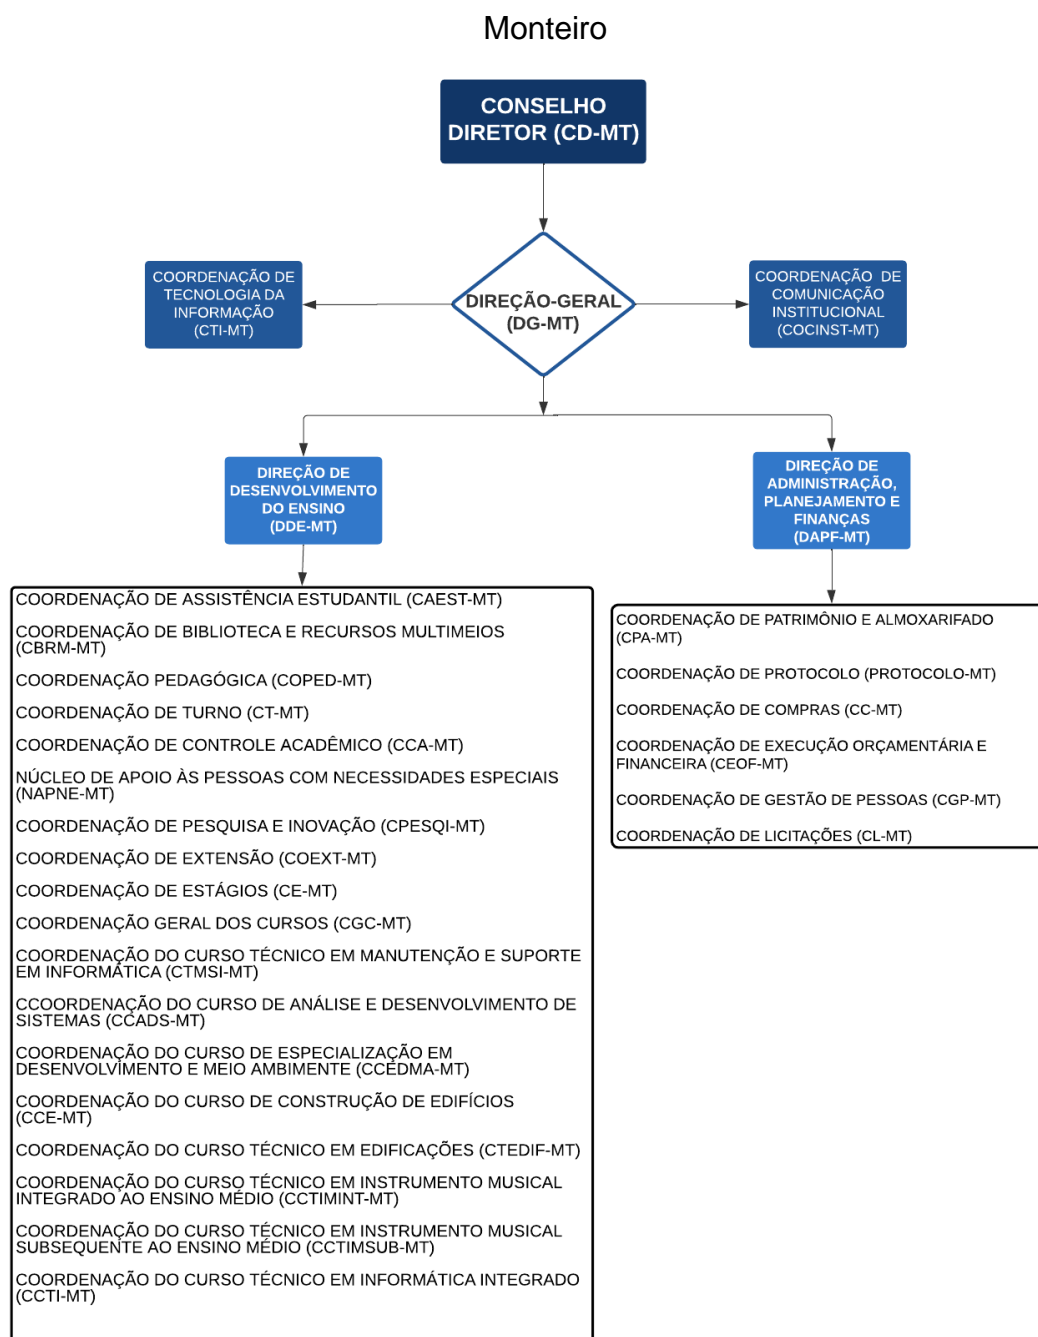 Monteiro
CONSELHO
DIRETOR (CD-MT)
COORDENAÇÃO DE
TECNOLOGIA DA
INFORMAÇÃO
(CTI-MT)
DIREÇÃO-GERAL
(DG-MT)
COORDENAÇÃO DE
COMUNICAÇÃO
INSTITUCIONAL
(COCINST-MT)
DIREÇÃO DE
DESENVOLVIMENTO
DO ENSINO
(DDE-MT)
DIREÇÃO DE
ADMINISTRAÇÃO,
PLANEJAMENTO E
FINANÇAS
(DAPF-MT)
COORDENAÇÃO DE ASSISTÊNCIA ESTUDANTIL (CAEST-MT)
COORDENAÇÃO DE BIBLIOTECA E RECURSOS MULTIMEIOS
(CBRM-MT)
COORDENAÇÃO PEDAGÓGICA (COPED-MT)
COORDENAÇÃO DE TURNO (CT-MT)
COORDENAÇÃO DE CONTROLE ACADÊMICO (CCA-MT)
NÚCLEO DE APOIO ÀS PESSOAS COM NECESSIDADES ESPECIAIS
(NAPNE-MT)
COORDENAÇÃO DE PESQUISA E INOVAÇÃO (CPESQI-MT)
COORDENAÇÃO DE EXTENSÃO (COEXT-MT)
COORDENAÇÃO DE ESTÁGIOS (CE-MT)
COORDENAÇÃO GERAL DOS CURSOS (CGC-MT)
COORDENAÇÃO DO CURSO TÉCNICO EM MANUTENÇÃO E SUPORTE
EM INFORMÁTICA (CTMSI-MT)
CCOORDENAÇÃO DO CURSO DE ANÁLISE E DESENVOLVIMENTO DE
SISTEMAS (CCADS-MT)
COORDENAÇÃO DO CURSO DE ESPECIALIZAÇÃO EM
DESENVOLVIMENTO E MEIO AMBIMENTE (CCEDMA-MT)
COORDENAÇÃO DO CURSO DE CONSTRUÇÃO DE EDIFÍCIOS
(CCE-MT)
COORDENAÇÃO DO CURSO TÉCNICO EM EDIFICAÇÕES (CTEDIF-MT)
COORDENAÇÃO DO CURSO TÉCNICO EM INSTRUMENTO MUSICAL
INTEGRADO AO ENSINO MÉDIO (CCTIMINT-MT)
COORDENAÇÃO DO CURSO TÉCNICO EM INSTRUMENTO MUSICAL
SUBSEQUENTE AO ENSINO MÉDIO (CCTIMSUB-MT)
COORDENAÇÃO DO CURSO TÉCNICO EM INFORMÁTICA INTEGRADO
(CCTI-MT)
COORDENAÇÃO DE PATRIMÔNIO E ALMOXARIFADO
(CPA-MT)
COORDENAÇÃO DE PROTOCOLO (PROTOCOLO-MT)
COORDENAÇÃO DE COMPRAS (CC-MT)
COORDENAÇÃO DE EXECUÇÃO ORÇAMENTÁRIA E
FINANCEIRA (CEOF-MT)
COORDENAÇÃO DE GESTÃO DE PESSOAS (CGP-MT)
COORDENAÇÃO DE LICITAÇÕES (CL-MT)